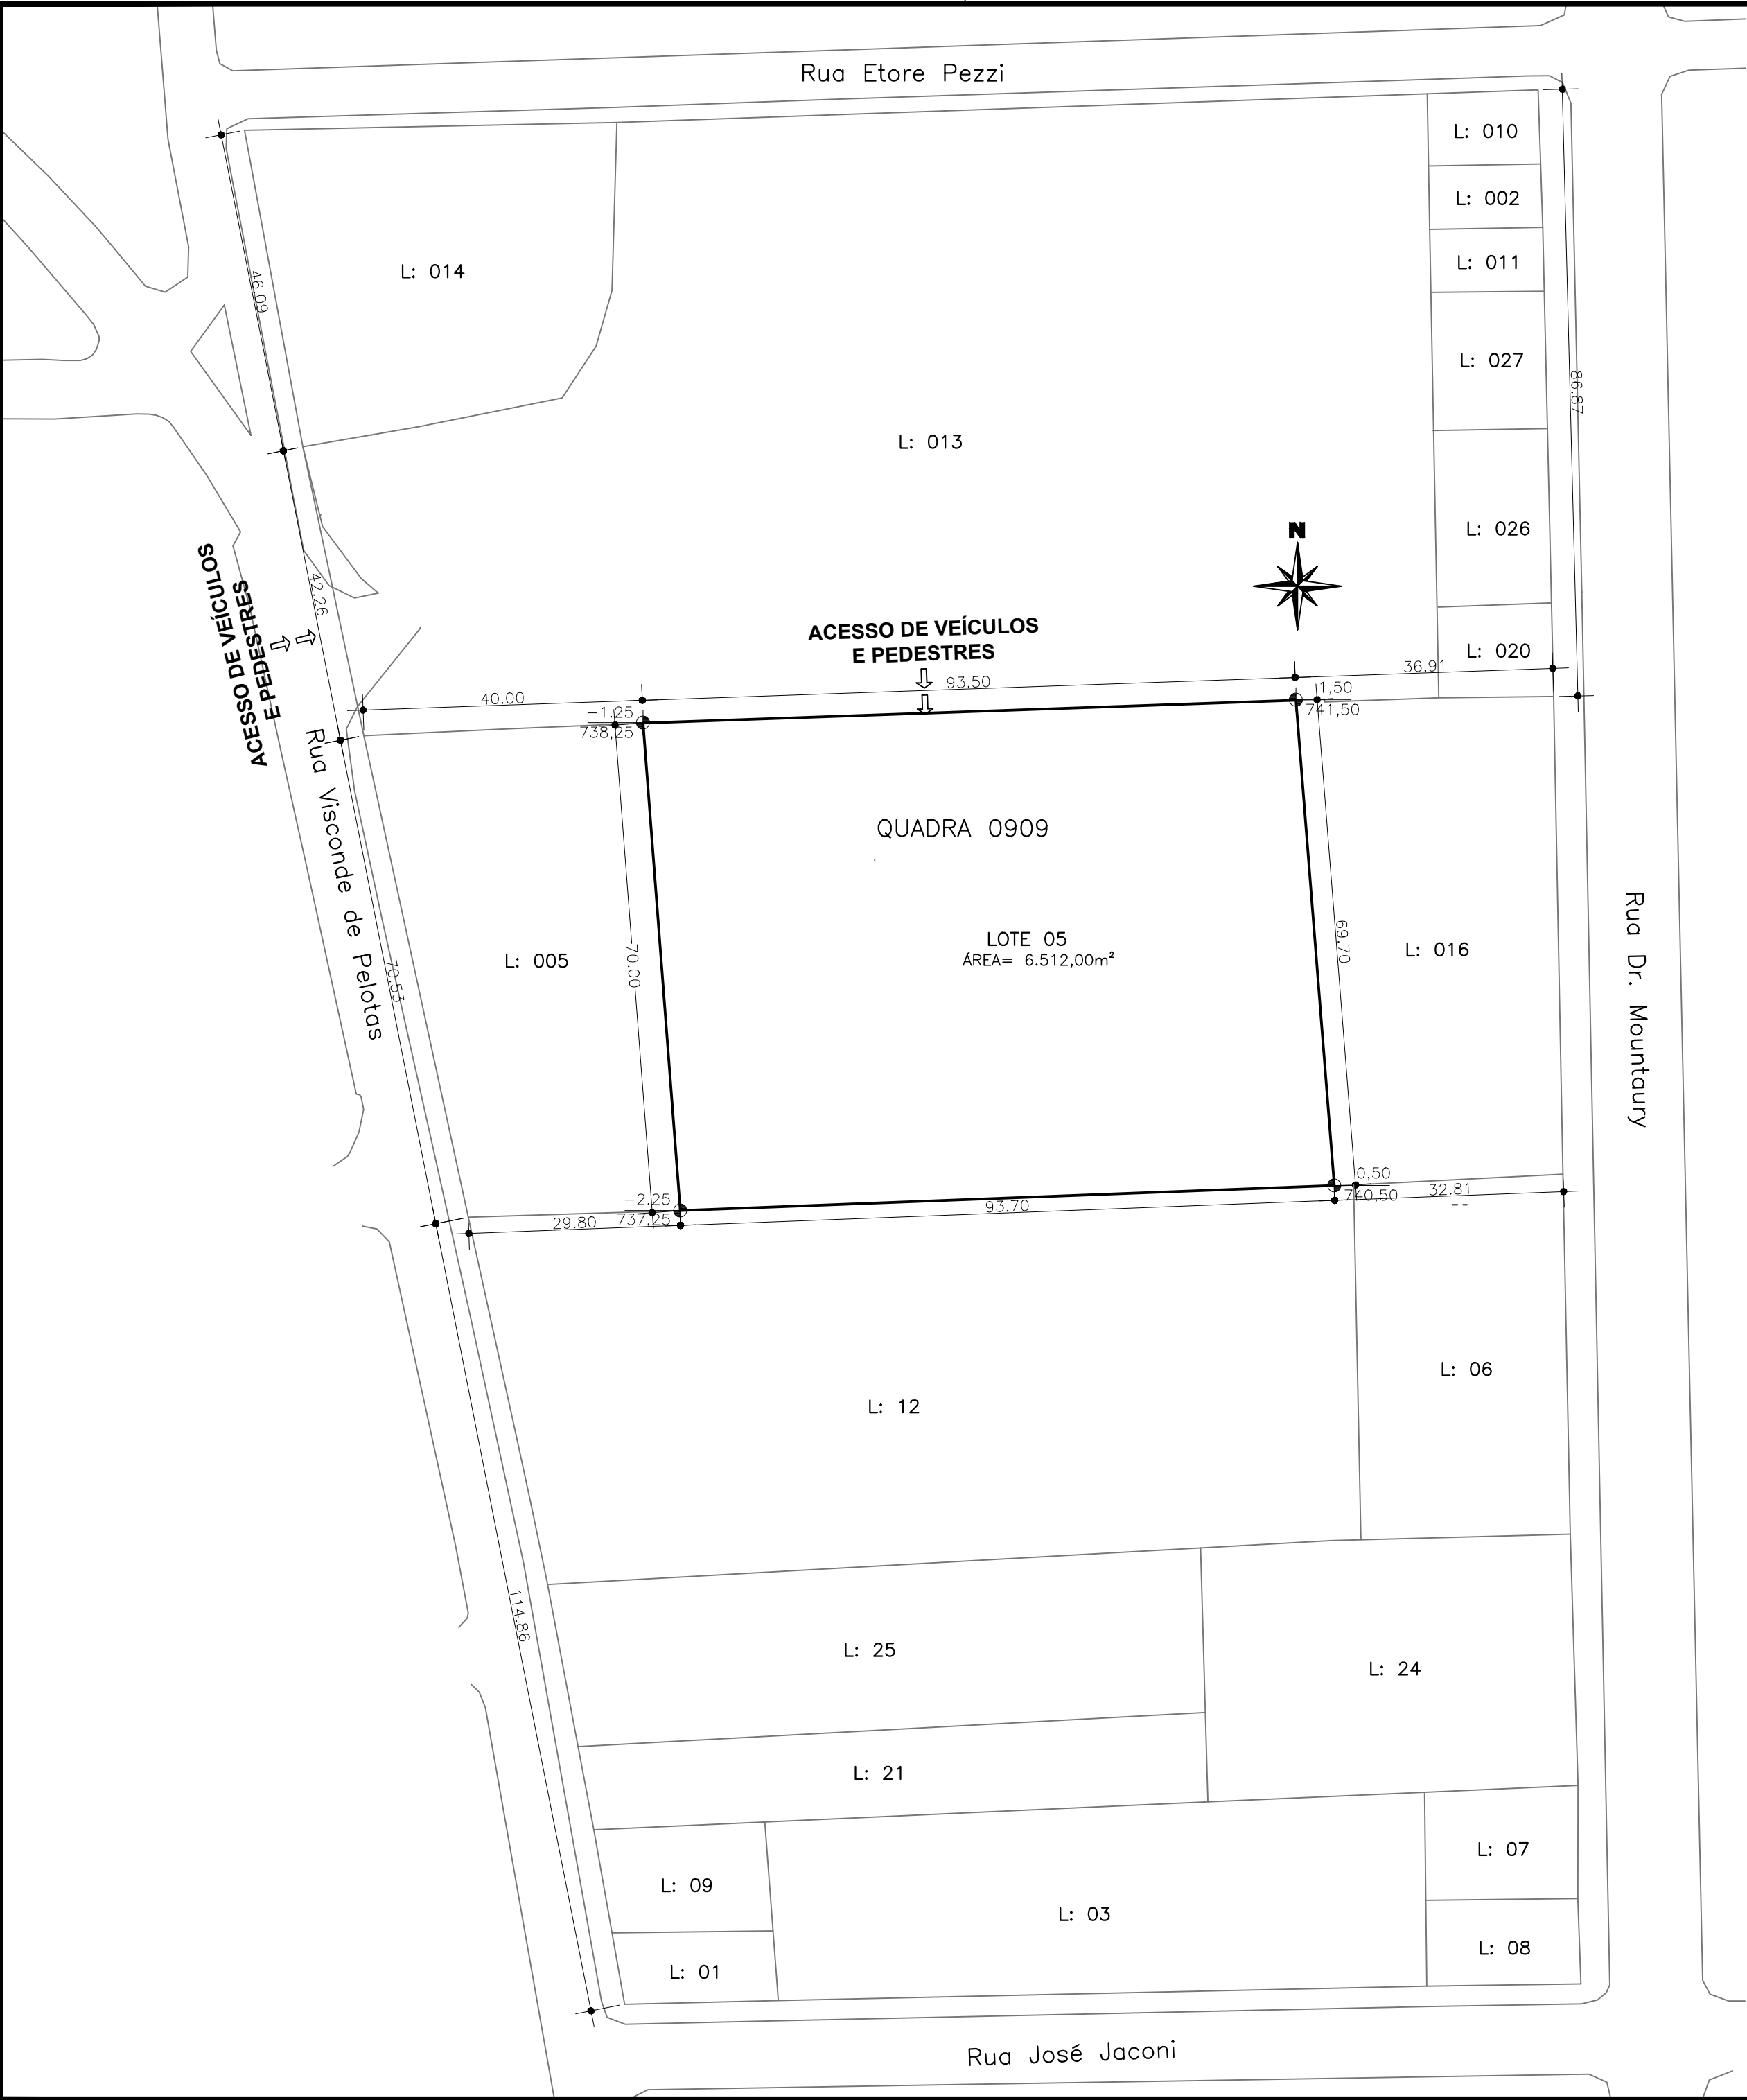 Rua Etore Pezzi
L: 010
L: 002
L: 014
46.09
L: 011
L: 027
86.87
L: 013
L: 026
N
42.26
ACESSO DE VEÍCULOS
E PEDESTRES
ACESSO DE VEÍCULOS
E PEDESTRES
L: 020
36.91
93.50
40.00
1,50
741,50
-1.25
738,25
Rua Visconde de Pelotas
QUADRA 0909
LOTE 05
ÁREA= 6.512,00m²
L: 005
70.00
70.53
69.70
L: 016
Rua Dr. Mountaury
0,50
740,50
32.81
--
-2.25
737,25
29.80
93.70
L: 06
L: 12
114.86
L: 25
L: 24
L: 21
L: 07
L: 09
L: 03
L: 08
L: 01
Rua José Jaconi